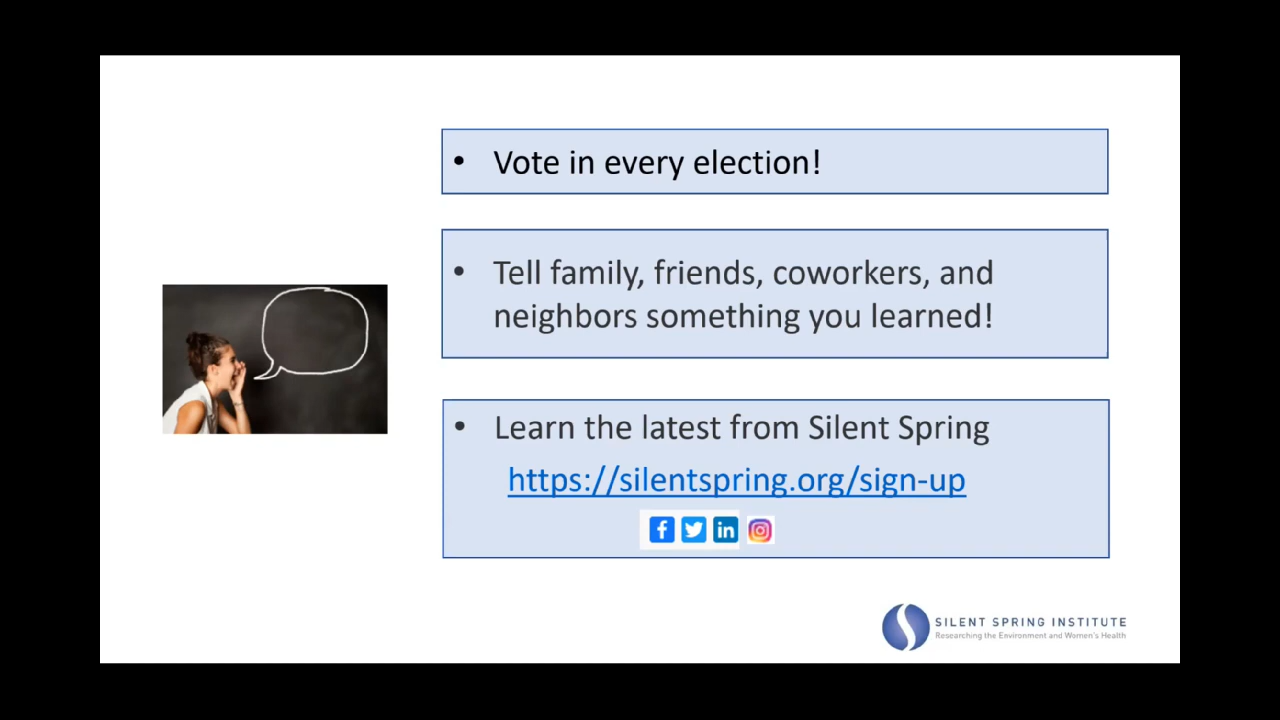 • Vote in every election!
• Tell family, friends, coworkers, and
neighbors something you learned!
• Learn the latest from Silent Spring
https://silentspring.org/sign-up
SILENT SPRING INSTITUTE
Researching the Environment and Women's Health